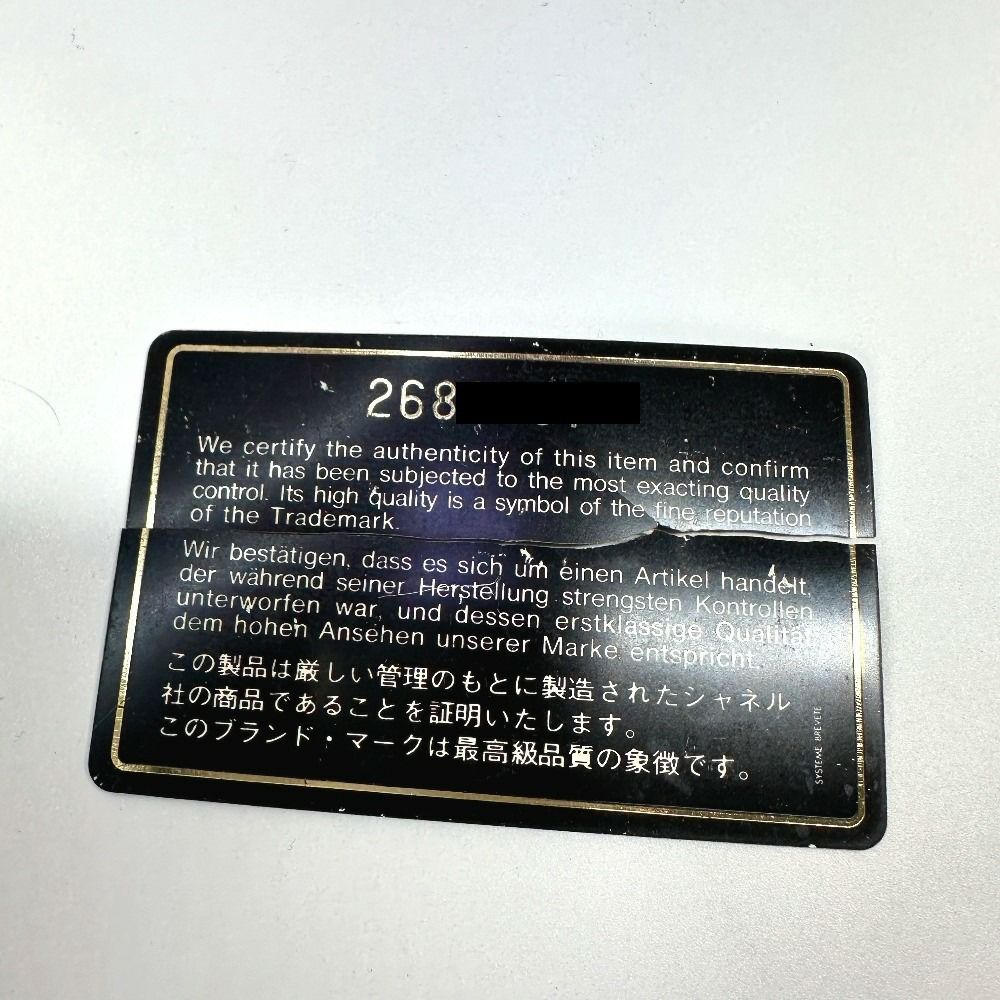 268
We certify the authenticity of this item and confirm
that it has been subjected to the most exacting quality
control. Its high quality is a symbol of the fine reputation
of the Trademark.
Wir bestätigen, dass es sich um einen Artikel handelt,
der während seiner Herstellung strengsten Kontrollen
unterworfen war, und dessen erstklassige Qualität
dem hohen Ansehen unserer Marke entspricht.
この製品は厳しい管理のもとに製造されたシャネル
社の商品であることを証明いたします。
このブランド・マークは最高級品質の象徴です。
SYSTEME BREVETE